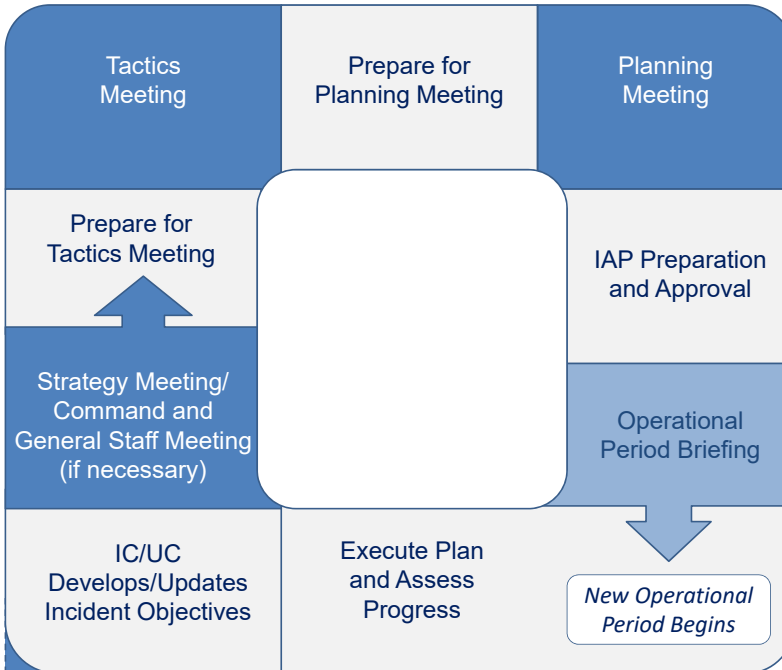 Tactics
Meeting
Prepare for
Planning Meeting
Planning
Meeting
Prepare for
Tactics Meeting
IAP Preparation
and Approval
Strategy Meeting/
Command and
General Staff Meeting
(if necessary)
Operational
Period Briefing
IC/UC
Develops/Updates
Incident Objectives
Execute Plan
and Assess
Progress
New Operational
Period Begins